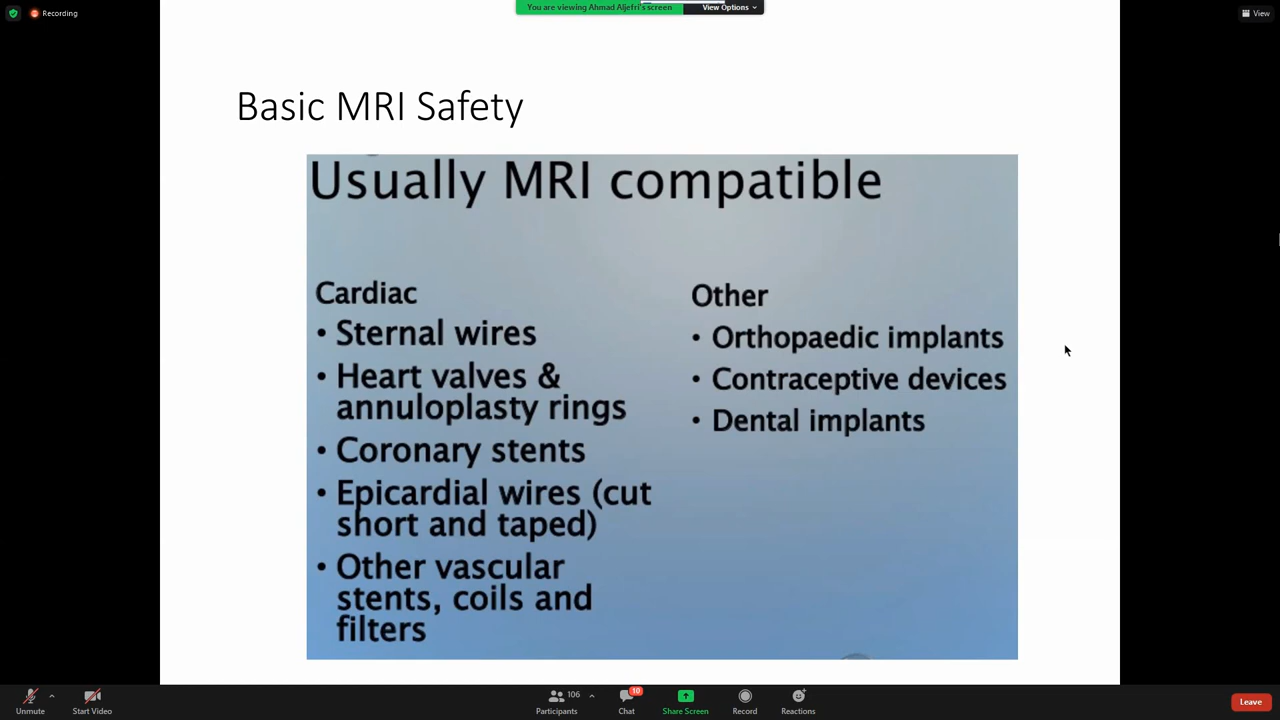 Recording
You are viewing Ahmad Aljefri's screen
View Options
View
Basic MRI Safety
Usually MRI compatible
Cardiac
• Sternal wires
• Heart valves &
annuloplasty rings
• Coronary stents
• Epicardial wires (cut
short and taped)
• Other vascular
stents, coils and
filters
Other
• Orthopaedic implants
• Contraceptive devices
• Dental implants
Unmute
Start Video
106
Participants
10
Chat
Share Screen
Record
Reactions
Leave